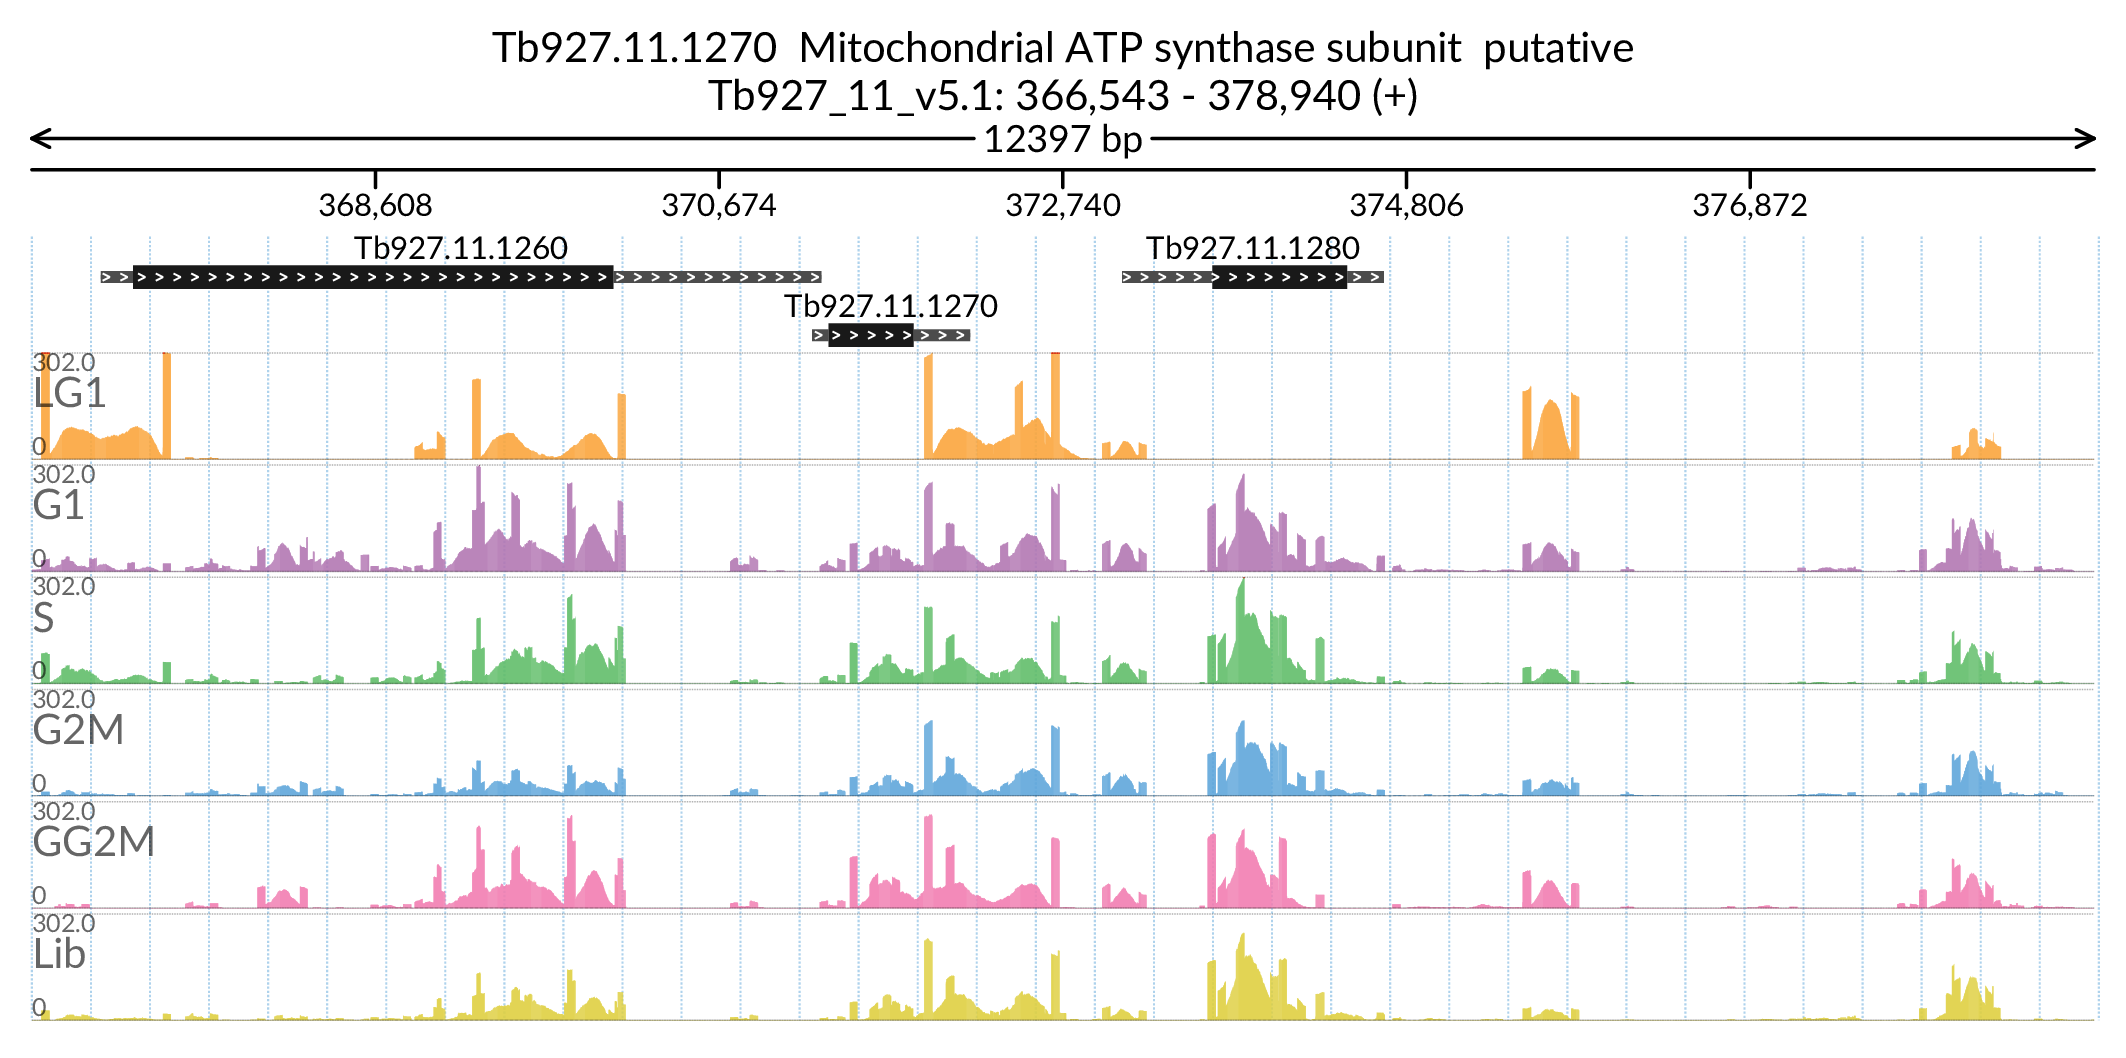 Tb927.11.1270  Mitochondrial ATP synthase subunit  putative
Tb927_11_v5.1: 366,543 - 378,940 (+)
12397 bp
368,608 370,674 372,740 374,806 376,872
Tb927.11.1260 Tb927.11.1280
Tb927.11.1270
302.0
LG1
0
302.0
G1
0
302.0
S
0
302.0
G2M
0
302.0
GG2M
0
302.0
Lib
0